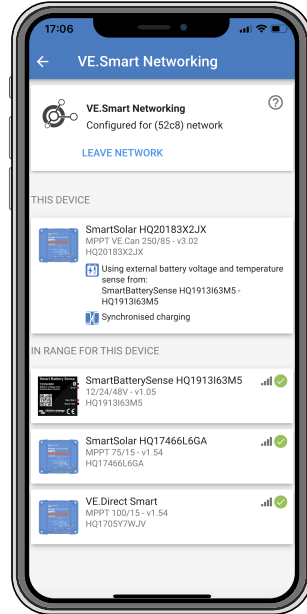 17:06
VE.Smart Networking
VE.Smart Networking
Configured for (52c8) network
LEAVE NETWORK
THIS DEVICE
SmartSolar HQ20183X2JX
MPPT VE.Can 250/85 - v3.02
HQ20183X2JX
Using external battery voltage and temperature
sense from:
SmartBatterySense HQ1913I63M5 -
HQ1913I63M5
Synchronised charging
IN RANGE FOR THIS DEVICE
Smart Battery Sense
SmartBatterySense HQ1913I63M5
12/24/48V - v1.05
HQ1913I63M5
SmartSolar HQ17466L6GA
MPPT 75/15 - v1.54
HQ17466L6GA
VE.Direct Smart
MPPT 100/15 - v1.54
HQ1705Y7WJV